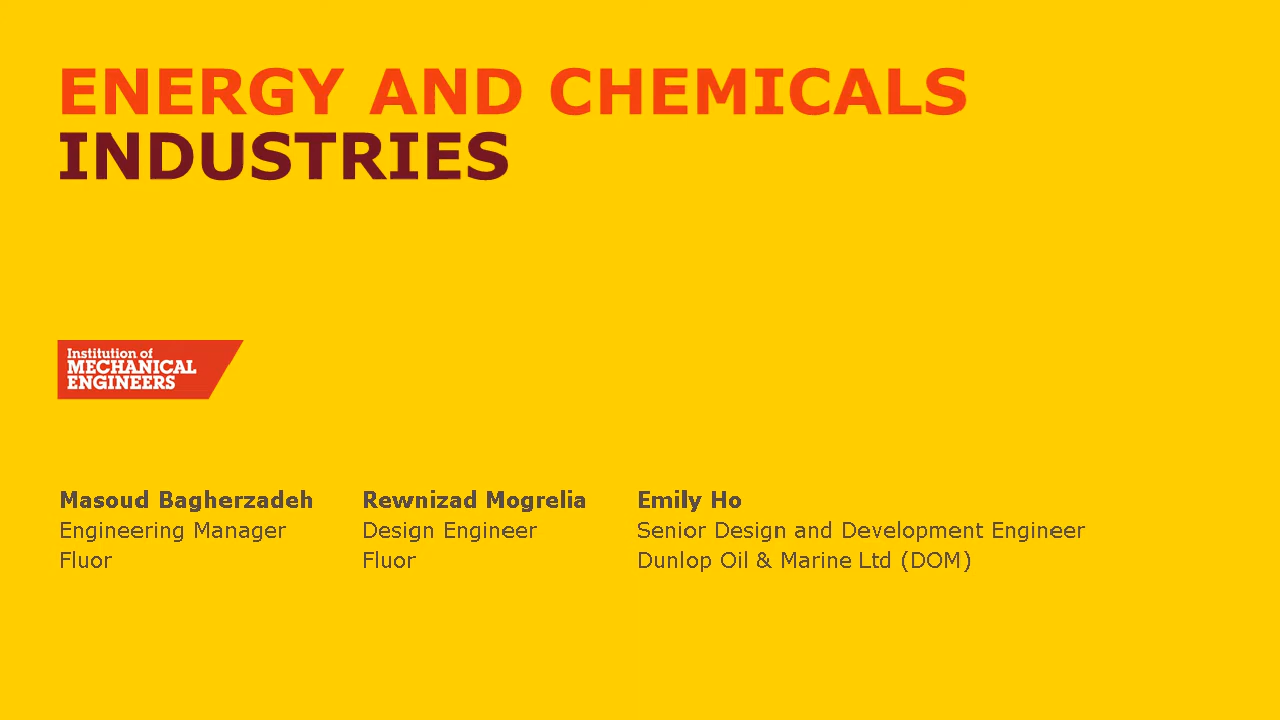 ENERGY AND CHEMICALS
INDUSTRIES
Institution of
MECHANICAL
ENGINEERS
Masoud Bagherzadeh
Engineering Manager
Fluor
Rewnizad Mogrelia
Design Engineer
Fluor
Emily Ho
Senior Design and Development Engineer
Dunlop Oil & Marine Ltd (DOM)